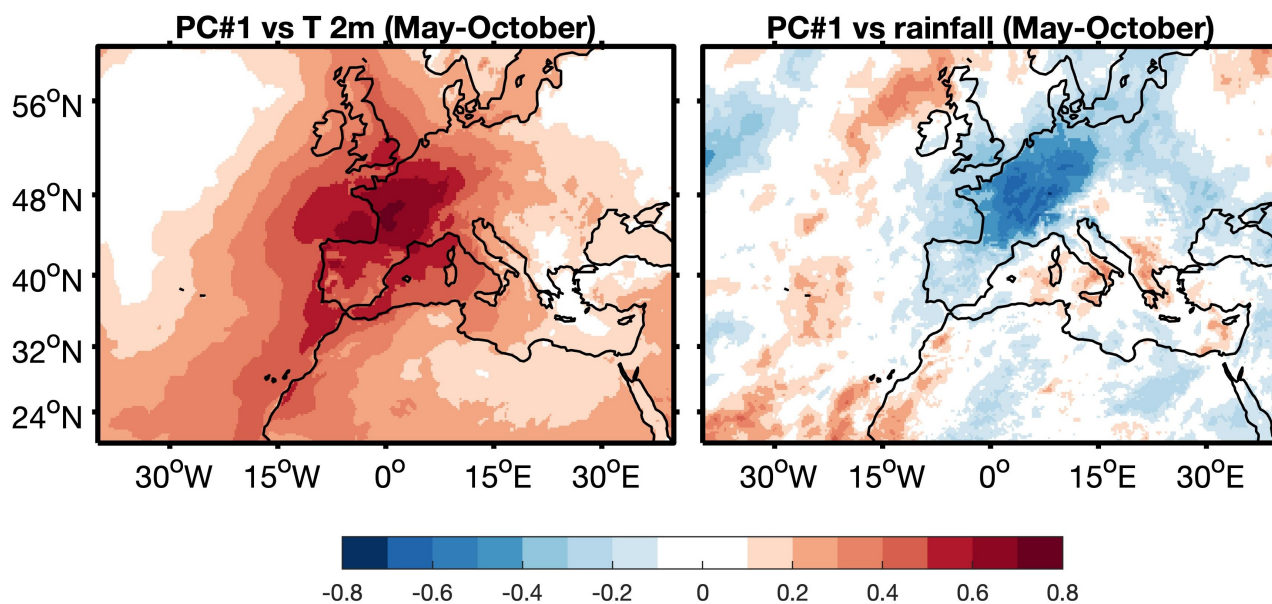 PC#1 vs T 2m (May-October)
PC#1 vs rainfall (May-October)
56°N
48°N
40°N
32°N
24°N
30°W 15°W 0° 15°E 30°E
30°W 15°W 0° 15°E 30°E
-0.8 -0.6 -0.4 -0.2 0 0.2 0.4 0.6 0.8